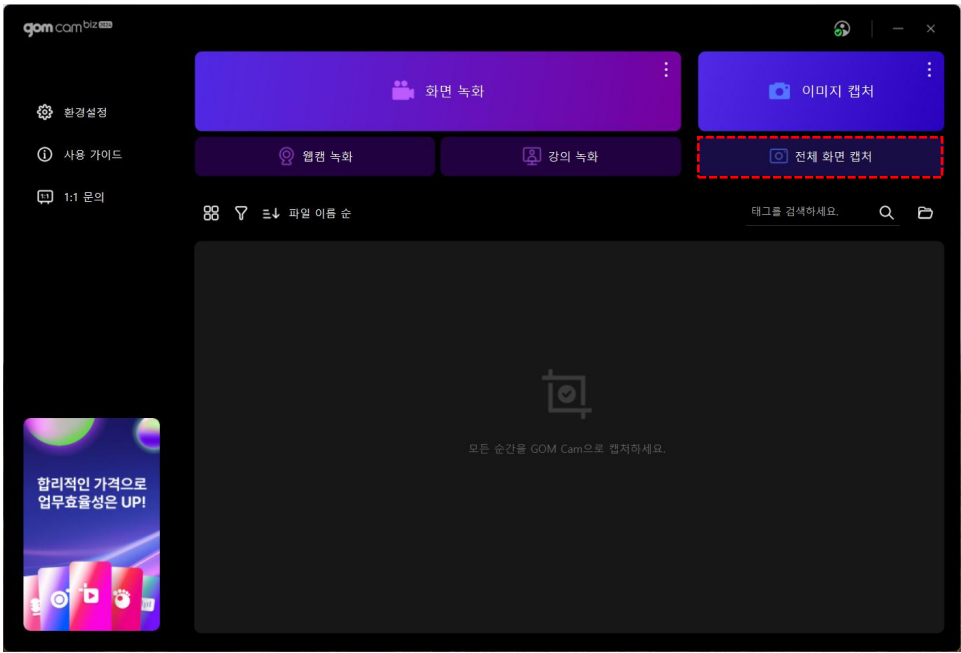 gom cam biz 2024
화면 녹화
이미지 캡처
환경설정
사용 가이드
1:1 문의
웹캠 녹화
강의 녹화
전체 화면 캡처
파일 이름 순
태그를 검색하세요.
모든 순간을 GOM Cam으로 캡처하세요.
합리적인 가격으로
업무효율성은 UP!